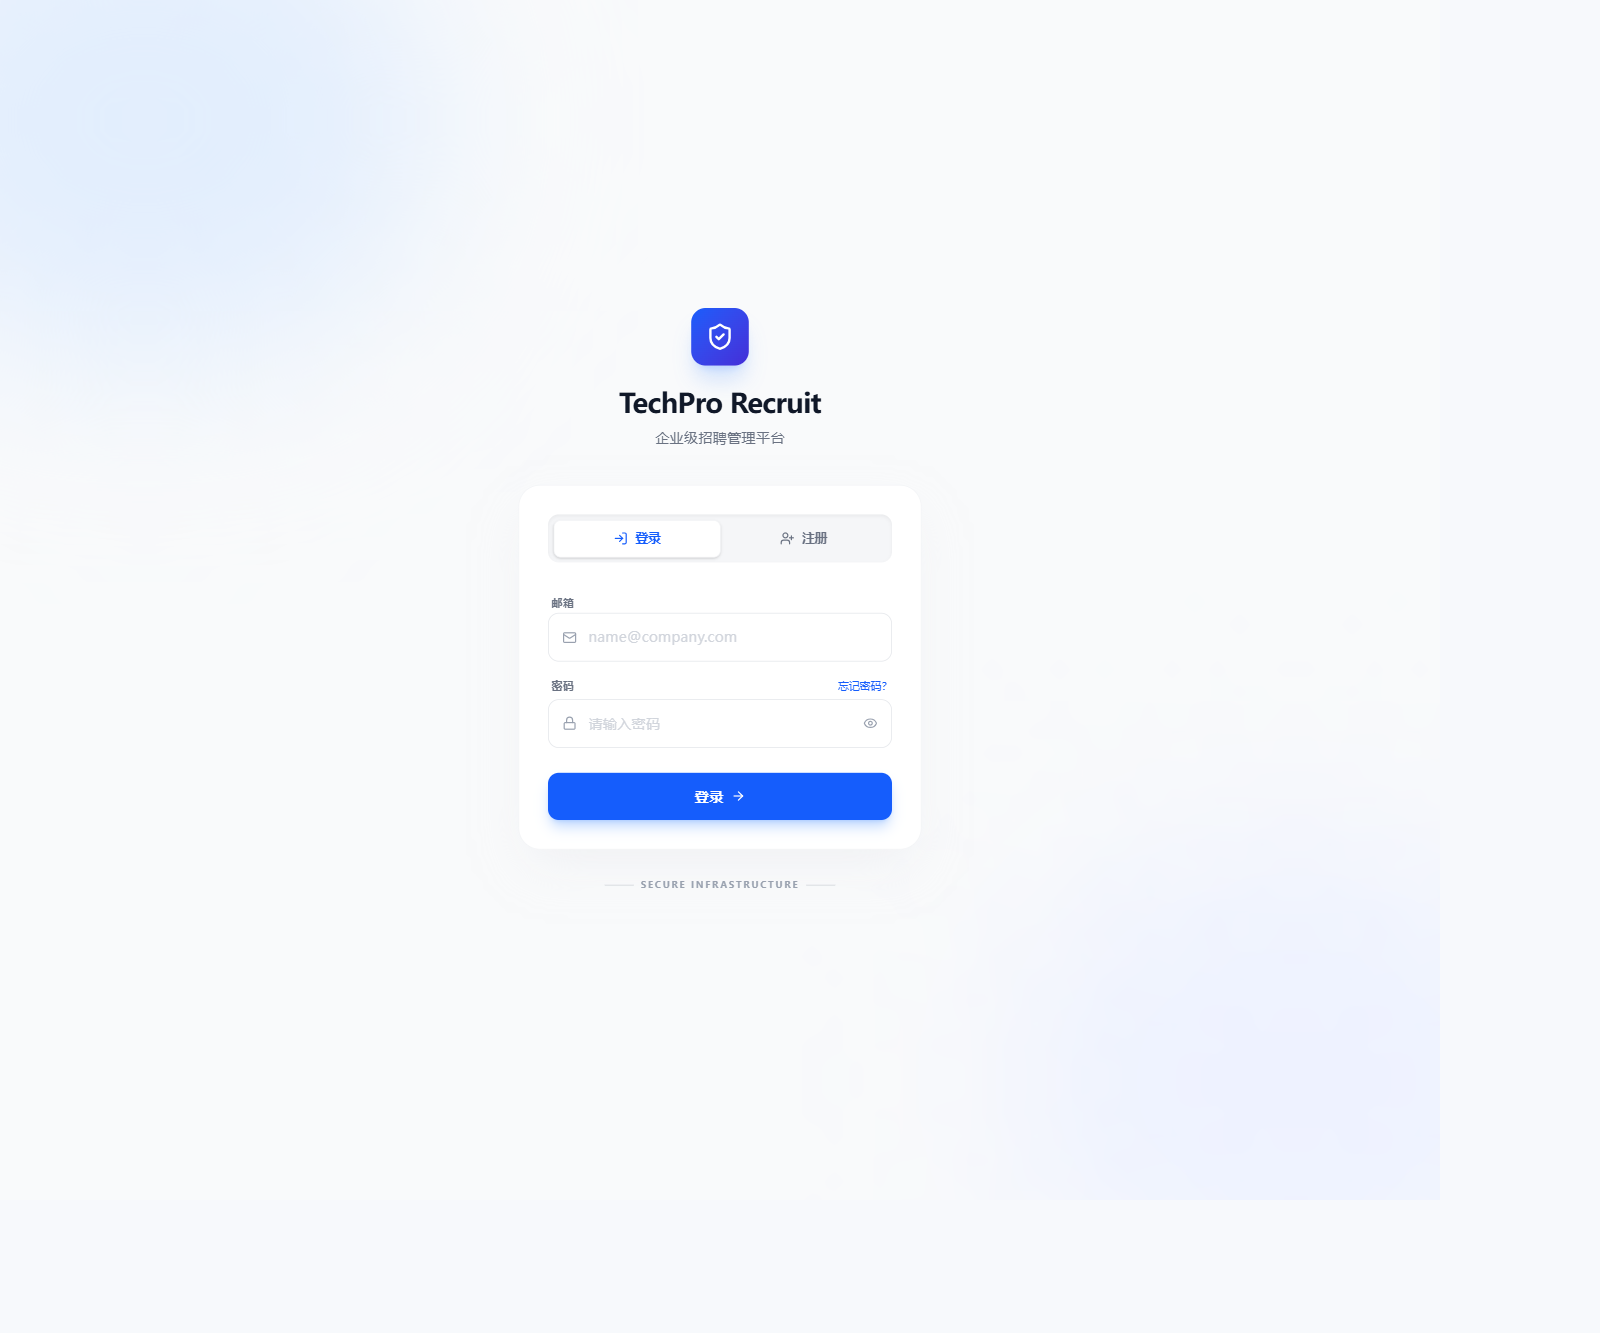 TechPro Recruit
企业级招聘管理平台
登录
注册
邮箱
name@company.com
密码 忘记密码?
请输入密码
登录
SECURE INFRASTRUCTURE